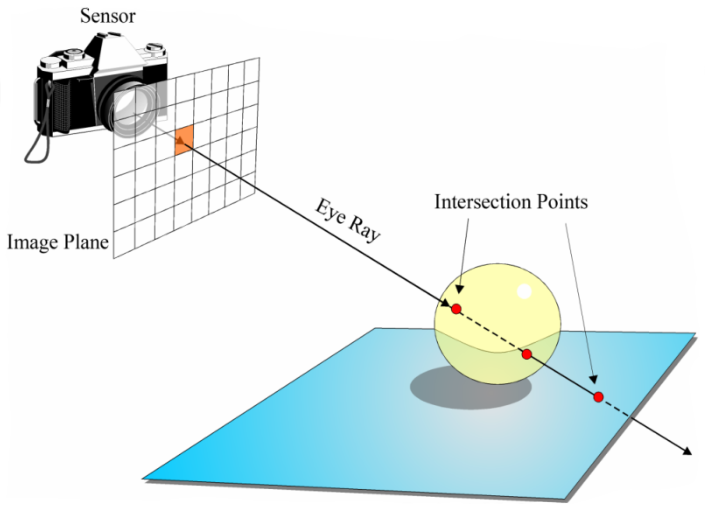 Sensor
Eye Ray
Intersection Points
Image Plane